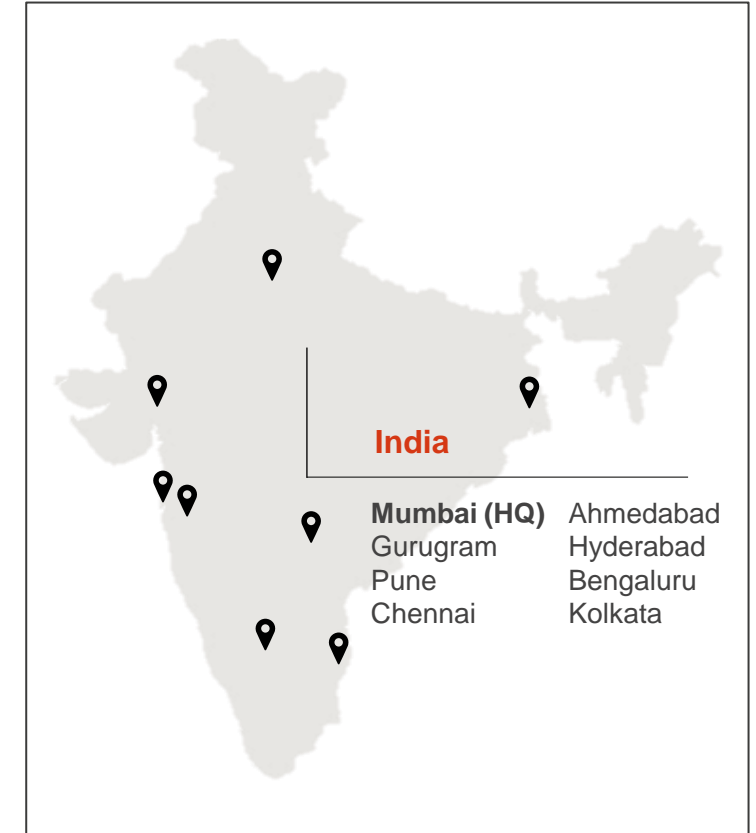 India
Mumbai (HQ) Ahmedabad
Gurugram Hyderabad
Pune Bengaluru
Chennai Kolkata